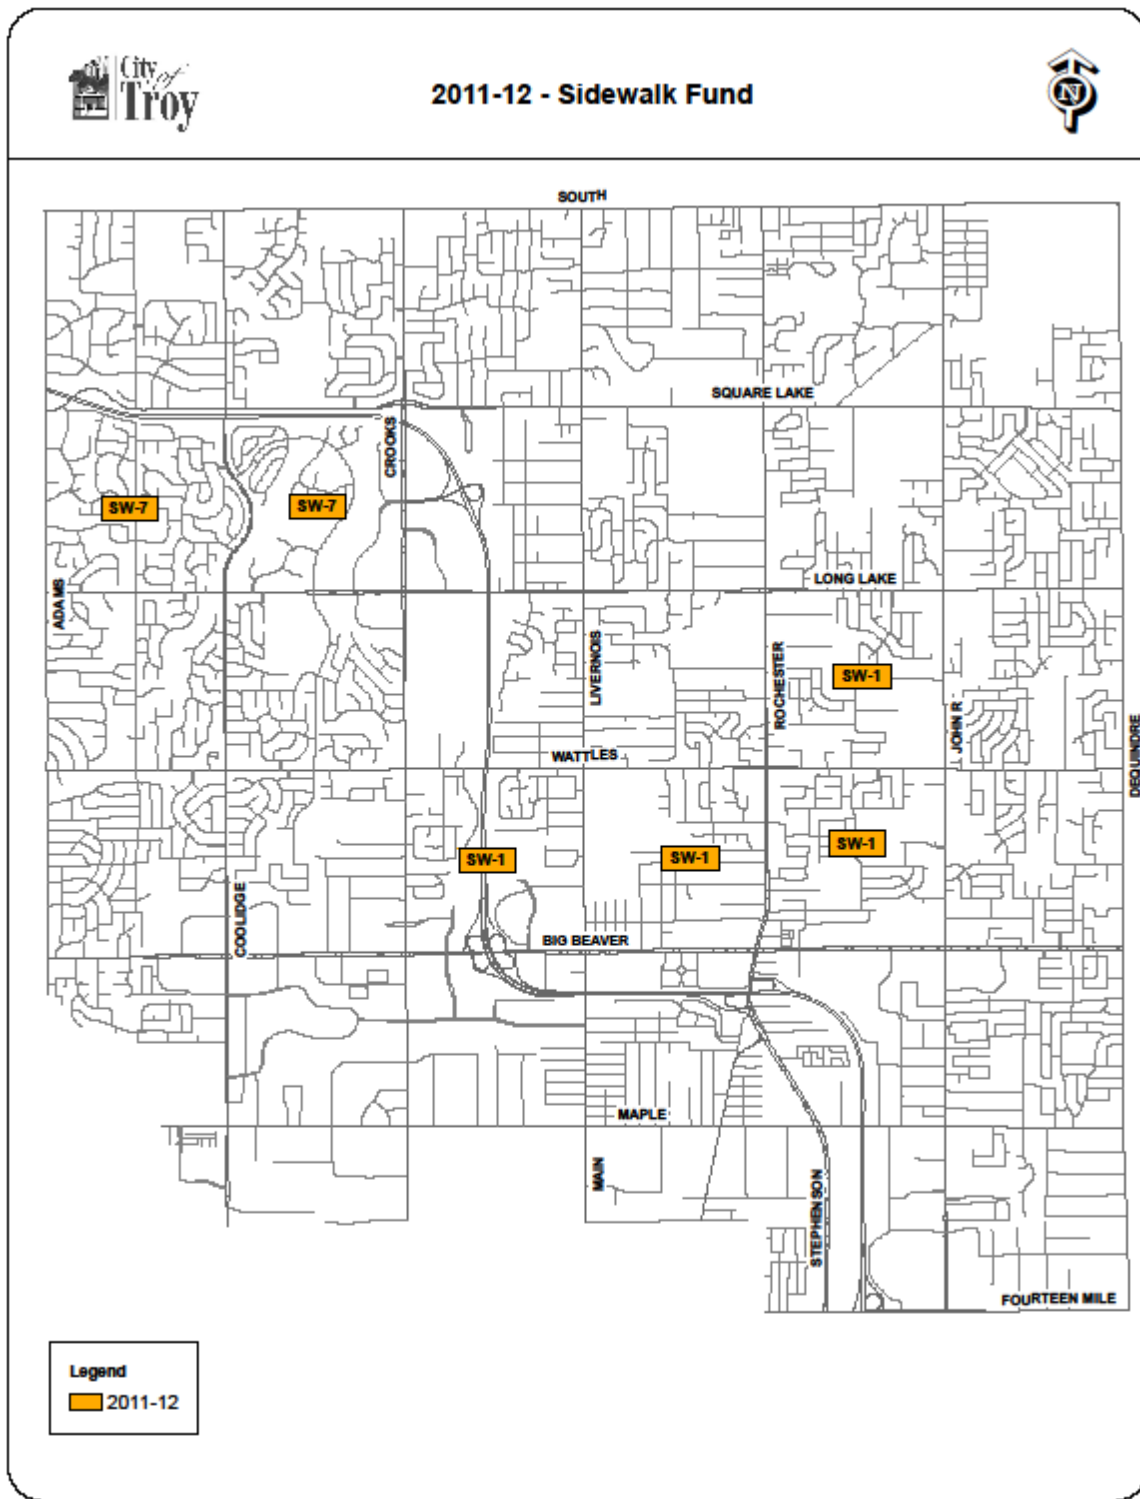 City of
Troy
2011-12 - Sidewalk Fund
N
SOUTH
SQUARE LAKE
CROOKS
SW-7
SW-7
ADAMS
LONG LAKE
LIVERNOIS
ROCHESTER
SW-1
JOHN R
DEQUINDRE
WATTLES
SW-1
SW-1
SW-1
COOLIDGE
BIG BEAVER
MAPLE
MAIN
STEPHENSON
FOURTEEN MILE
Legend
2011-12